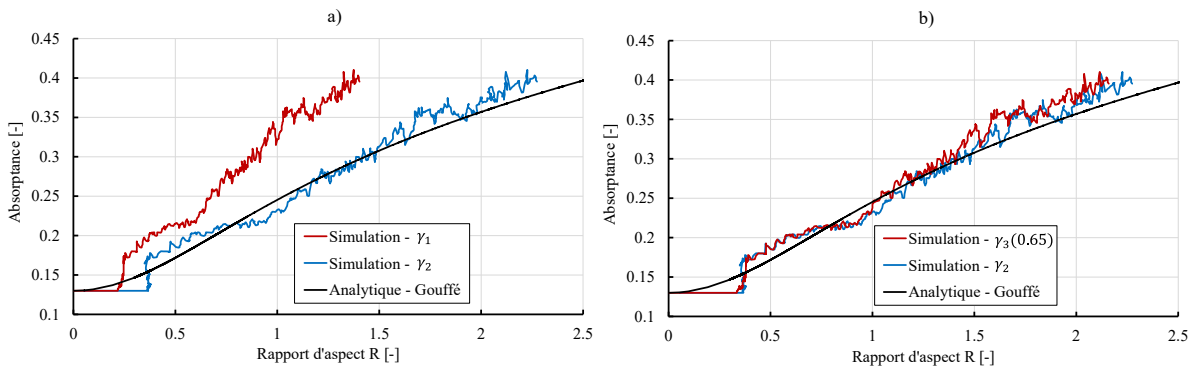 a)
Absorptance [-]
0.45
0.4
0.35
0.3
0.25
0.2
0.15
0.1
Simulation - γ₁
Simulation - γ₂
Analytique - Gouffé
0 0.5 1 1.5 2 2.5
Rapport d'aspect R [-]
b)
Absorptance [-]
0.45
0.4
0.35
0.3
0.25
0.2
0.15
0.1
Simulation - γ₃(0.65)
Simulation - γ₂
Analytique - Gouffé
0 0.5 1 1.5 2 2.5
Rapport d'aspect R [-]